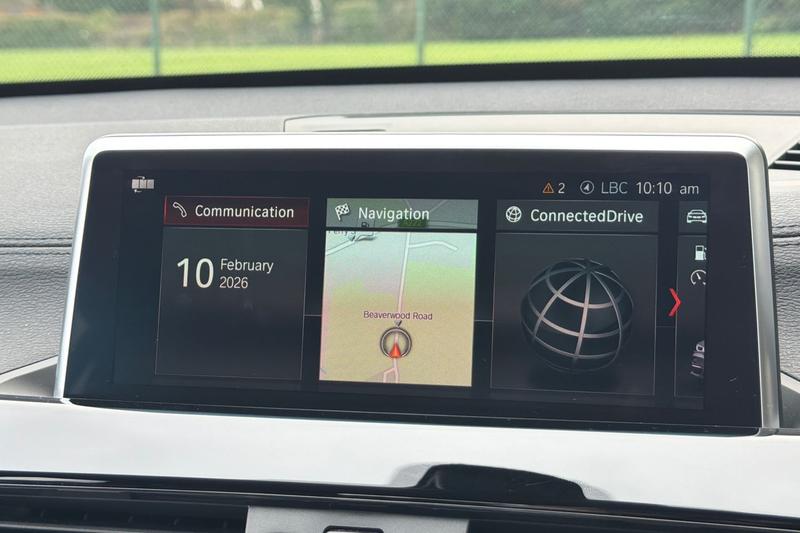 2 LBC 10:10 am
Communication
Navigation
ConnectedDrive
10 February
2026
Beaverwood Road